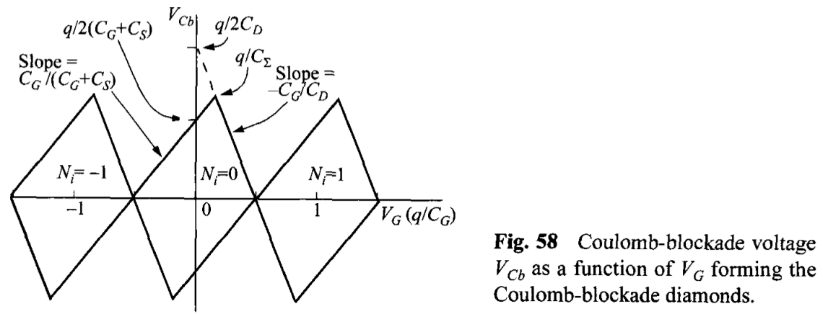 V_Cb
q/2(C_G+C_S)
q/2C_D
q/C_Σ
Slope =
C_G/(C_G+C_S)
Slope =
–C_G/C_D
N_i= –1
N_i=0
N_i=1
–1
0
1
V_G (q/C_G)
Fig. 58 Coulomb-blockade voltage
V_Cb as a function of V_G forming the
Coulomb-blockade diamonds.